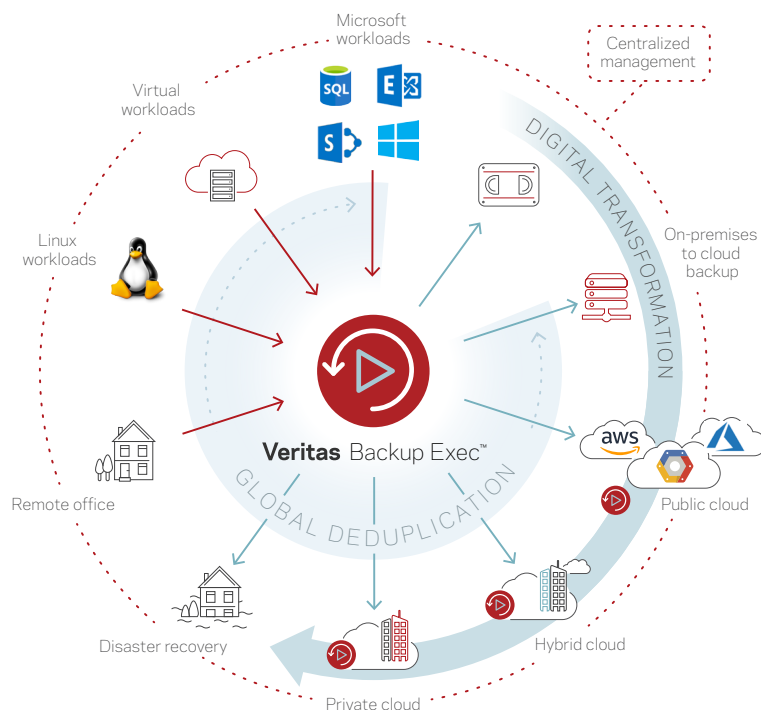 Microsoft
workloads
Centralized
management
Virtual
workloads
SQL
E
S
DIGITAL TRANSFORMATION
Linux
workloads
On-premises
to cloud
backup
Veritas Backup Exec™
GLOBAL DEDUPLICATION
aws
Remote office
Public cloud
Disaster recovery
Hybrid cloud
Private cloud